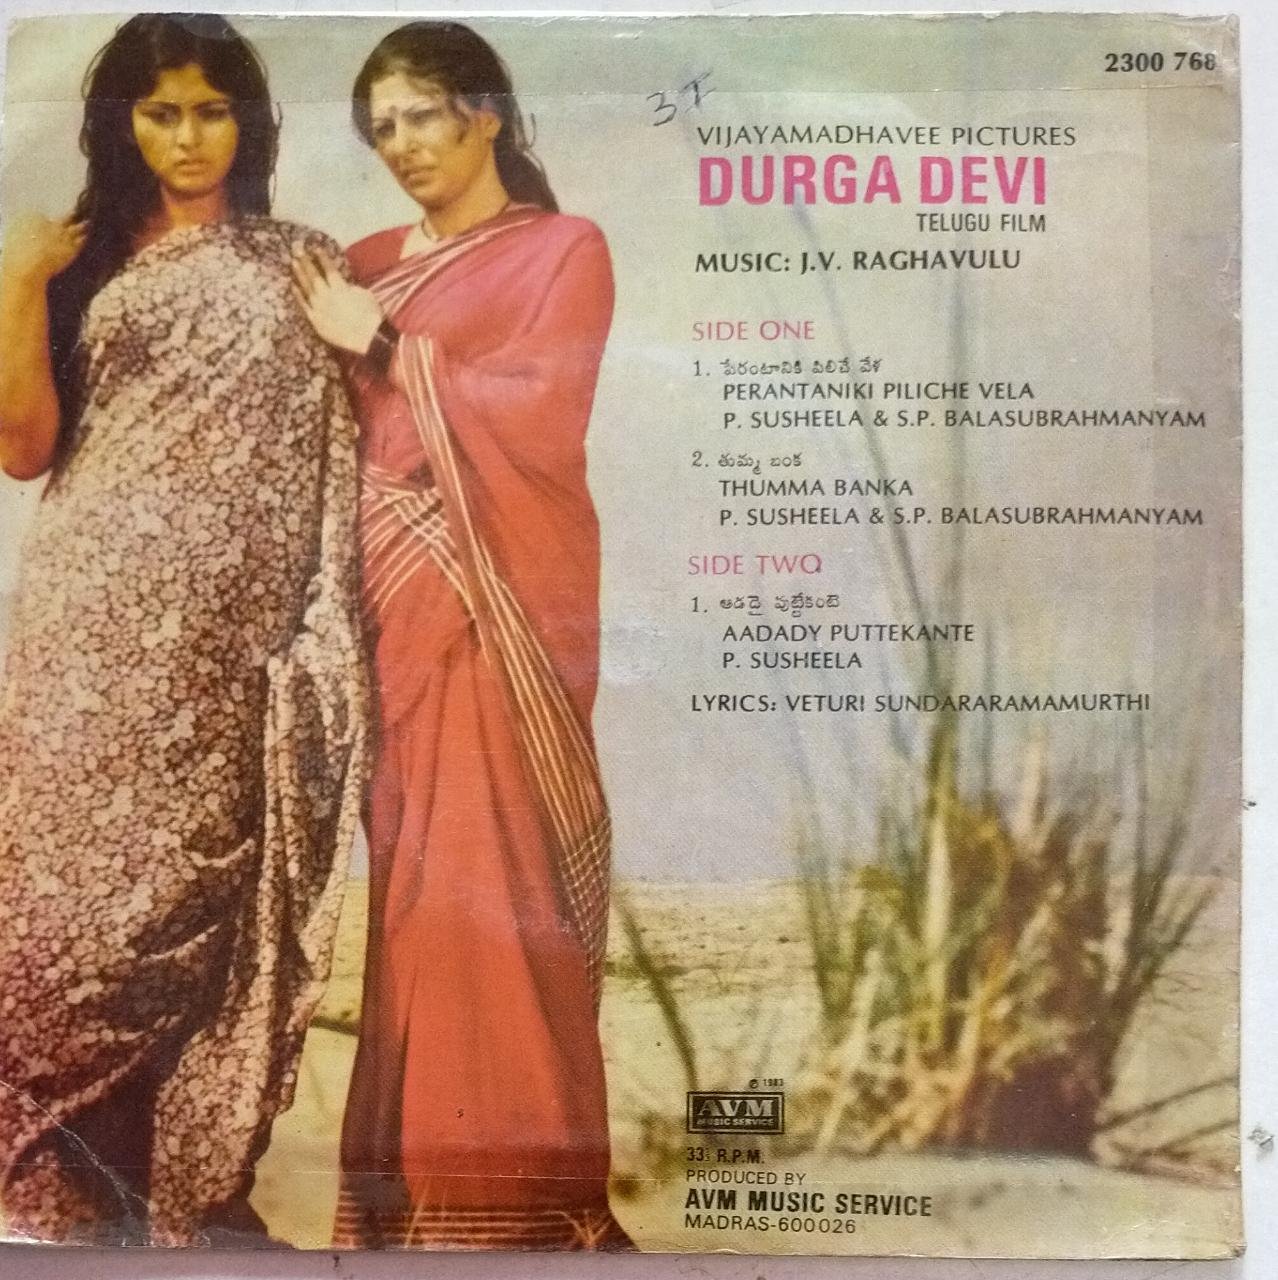 2300 768
37
VIJAYAMADHAVEE PICTURES
DURGA DEVI
TELUGU FILM
MUSIC: J.V. RAGHAVULU
SIDE ONE
1. పేరంటానికి పిలిచే వేళ
PERANTANIKI PILICHE VELA
P. SUSHEELA & S.P. BALASUBRAHMANYAM
2. తుమ్మ బంక
THUMMA BANKA
P. SUSHEELA & S.P. BALASUBRAHMANYAM
SIDE TWO
1. ఆడదై పుట్టేకంటె
AADADY PUTTEKANTE
P. SUSHEELA
LYRICS: VETURI SUNDARARAMAMURTHI
℗ 1983
AVM
MUSIC SERVICE
33⅓ R.P.M.
PRODUCED BY
AVM MUSIC SERVICE
MADRAS-600026